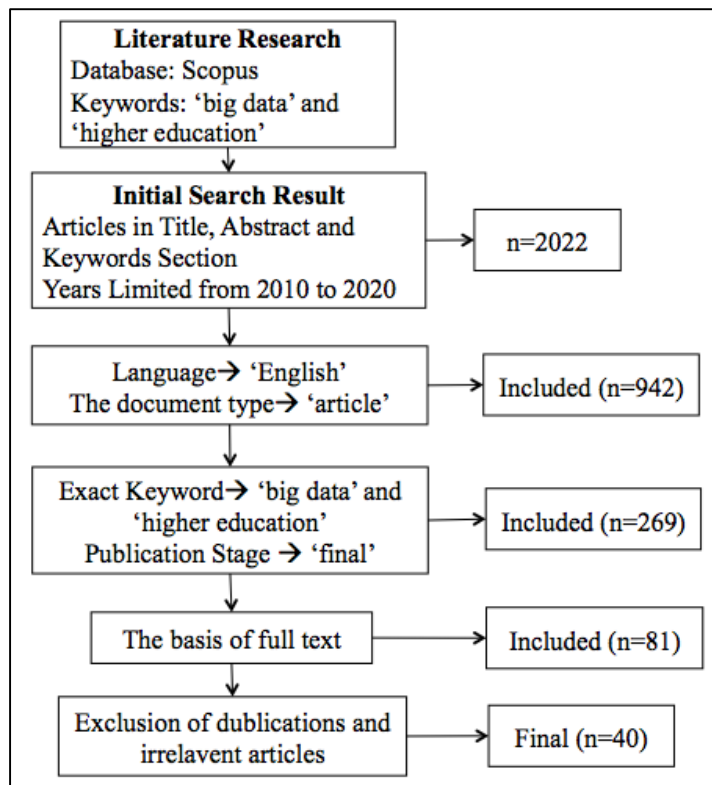 Literature Research
Database: Scopus
Keywords: ‘big data’ and
‘higher education’
Initial Search Result
Articles in Title, Abstract and
Keywords Section
Years Limited from 2010 to 2020
n=2022
Language→ ‘English’
The document type→ ‘article’
Included (n=942)
Exact Keyword→ ‘big data’ and
‘higher education’
Publication Stage → ‘final’
Included (n=269)
The basis of full text
Included (n=81)
Exclusion of dublications and
irrelavent articles
Final (n=40)